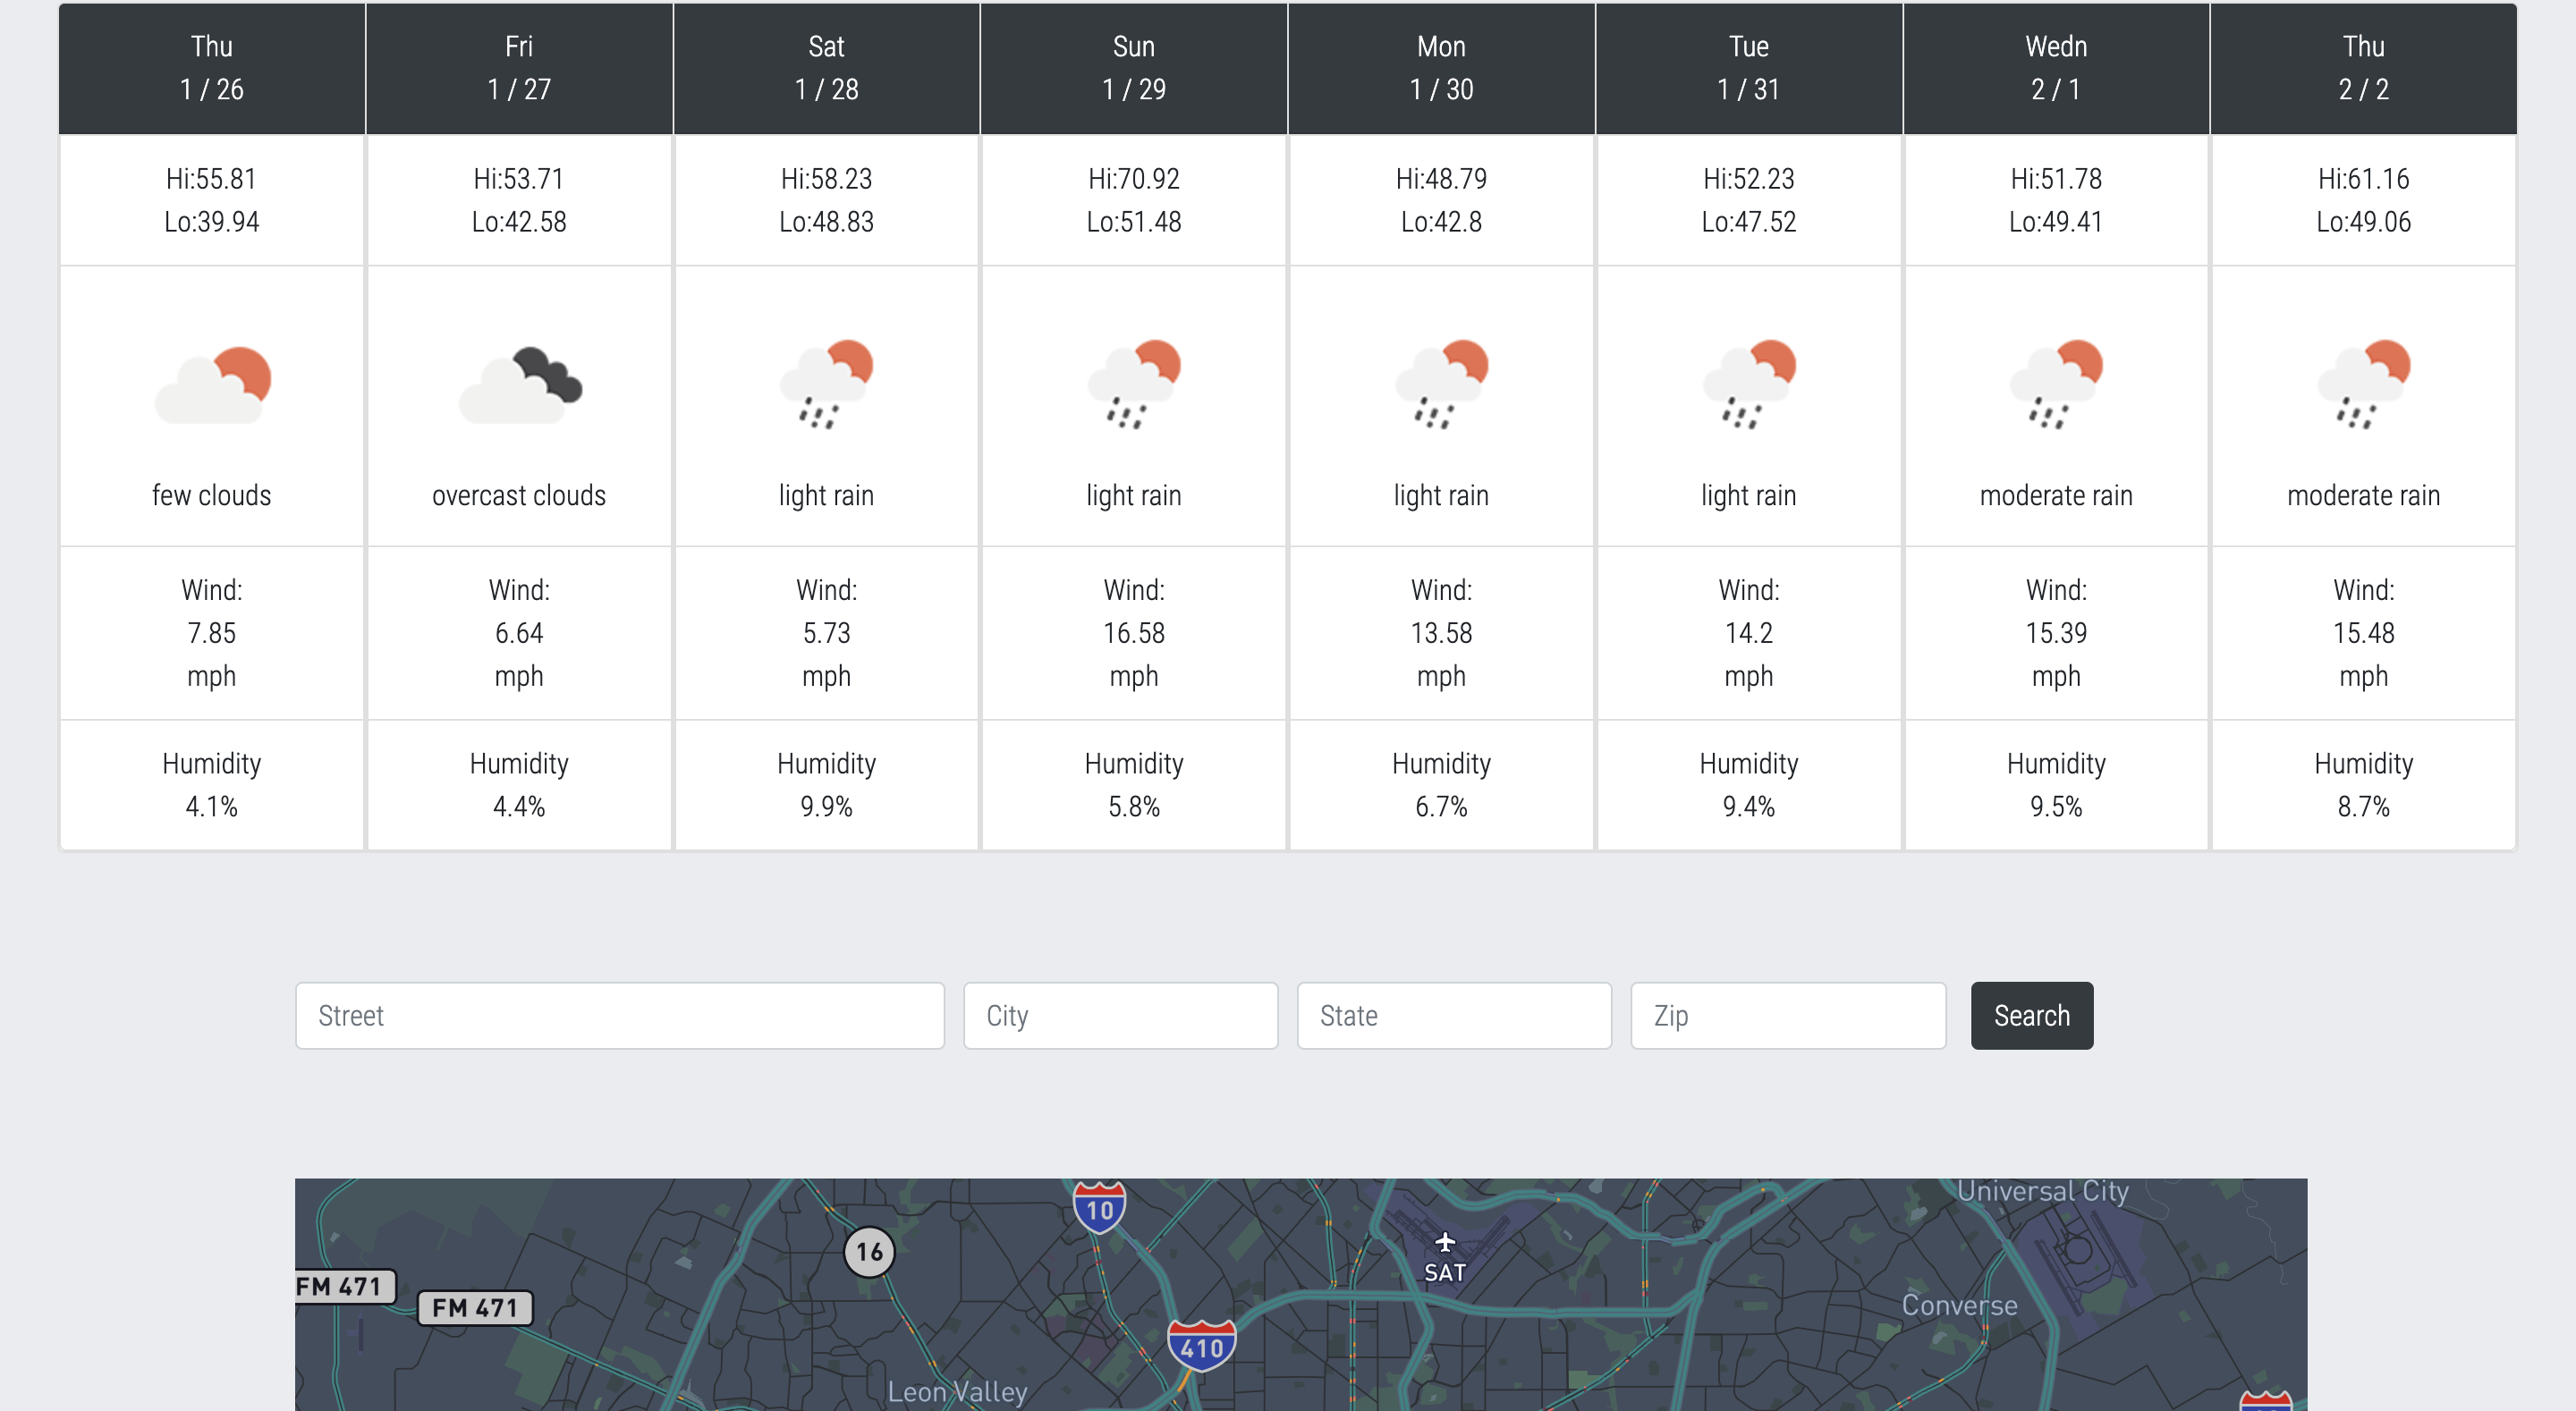 Thu
1 / 26
Fri
1 / 27
Sat
1 / 28
Sun
1 / 29
Mon
1 / 30
Tue
1 / 31
Wedn
2 / 1
Thu
2 / 2
Hi:55.81
Lo:39.94
Hi:53.71
Lo:42.58
Hi:58.23
Lo:48.83
Hi:70.92
Lo:51.48
Hi:48.79
Lo:42.8
Hi:52.23
Lo:47.52
Hi:51.78
Lo:49.41
Hi:61.16
Lo:49.06
few clouds
overcast clouds
light rain
light rain
light rain
light rain
moderate rain
moderate rain
Wind:
7.85
mph
Wind:
6.64
mph
Wind:
5.73
mph
Wind:
16.58
mph
Wind:
13.58
mph
Wind:
14.2
mph
Wind:
15.39
mph
Wind:
15.48
mph
Humidity
4.1%
Humidity
4.4%
Humidity
9.9%
Humidity
5.8%
Humidity
6.7%
Humidity
9.4%
Humidity
9.5%
Humidity
8.7%
Street
City
State
Zip
Search
Universal City
10
16
SAT
FM 471
FM 471
Converse
410
Leon Valley